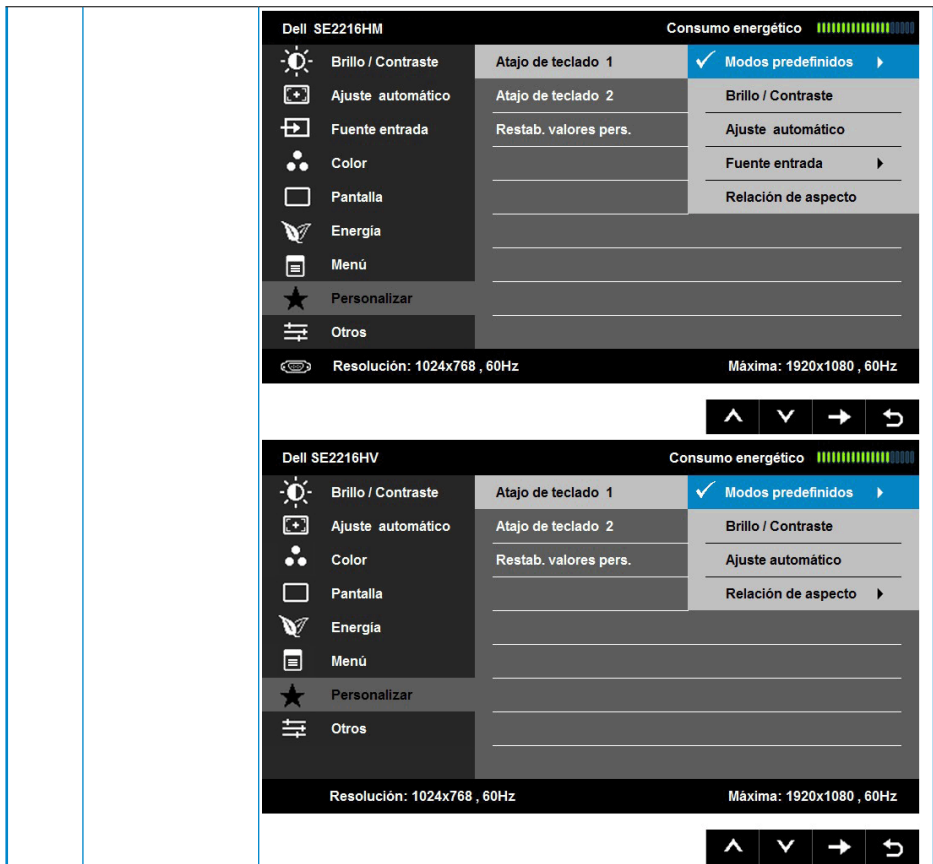 Dell SE2216HM Consumo energético
Brillo / Contraste Atajo de teclado 1 Modos predefinidos
Ajuste automático Atajo de teclado 2 Brillo / Contraste
Fuente entrada Restab. valores pers. Ajuste automático
Color Fuente entrada
Pantalla Relación de aspecto
Energía
Menú
Personalizar
Otros
Resolución: 1024x768 , 60Hz Máxima: 1920x1080 , 60Hz
Dell SE2216HV Consumo energético
Brillo / Contraste Atajo de teclado 1 Modos predefinidos
Ajuste automático Atajo de teclado 2 Brillo / Contraste
Color Restab. valores pers. Ajuste automático
Pantalla Relación de aspecto
Energía
Menú
Personalizar
Otros
Resolución: 1024x768 , 60Hz Máxima: 1920x1080 , 60Hz